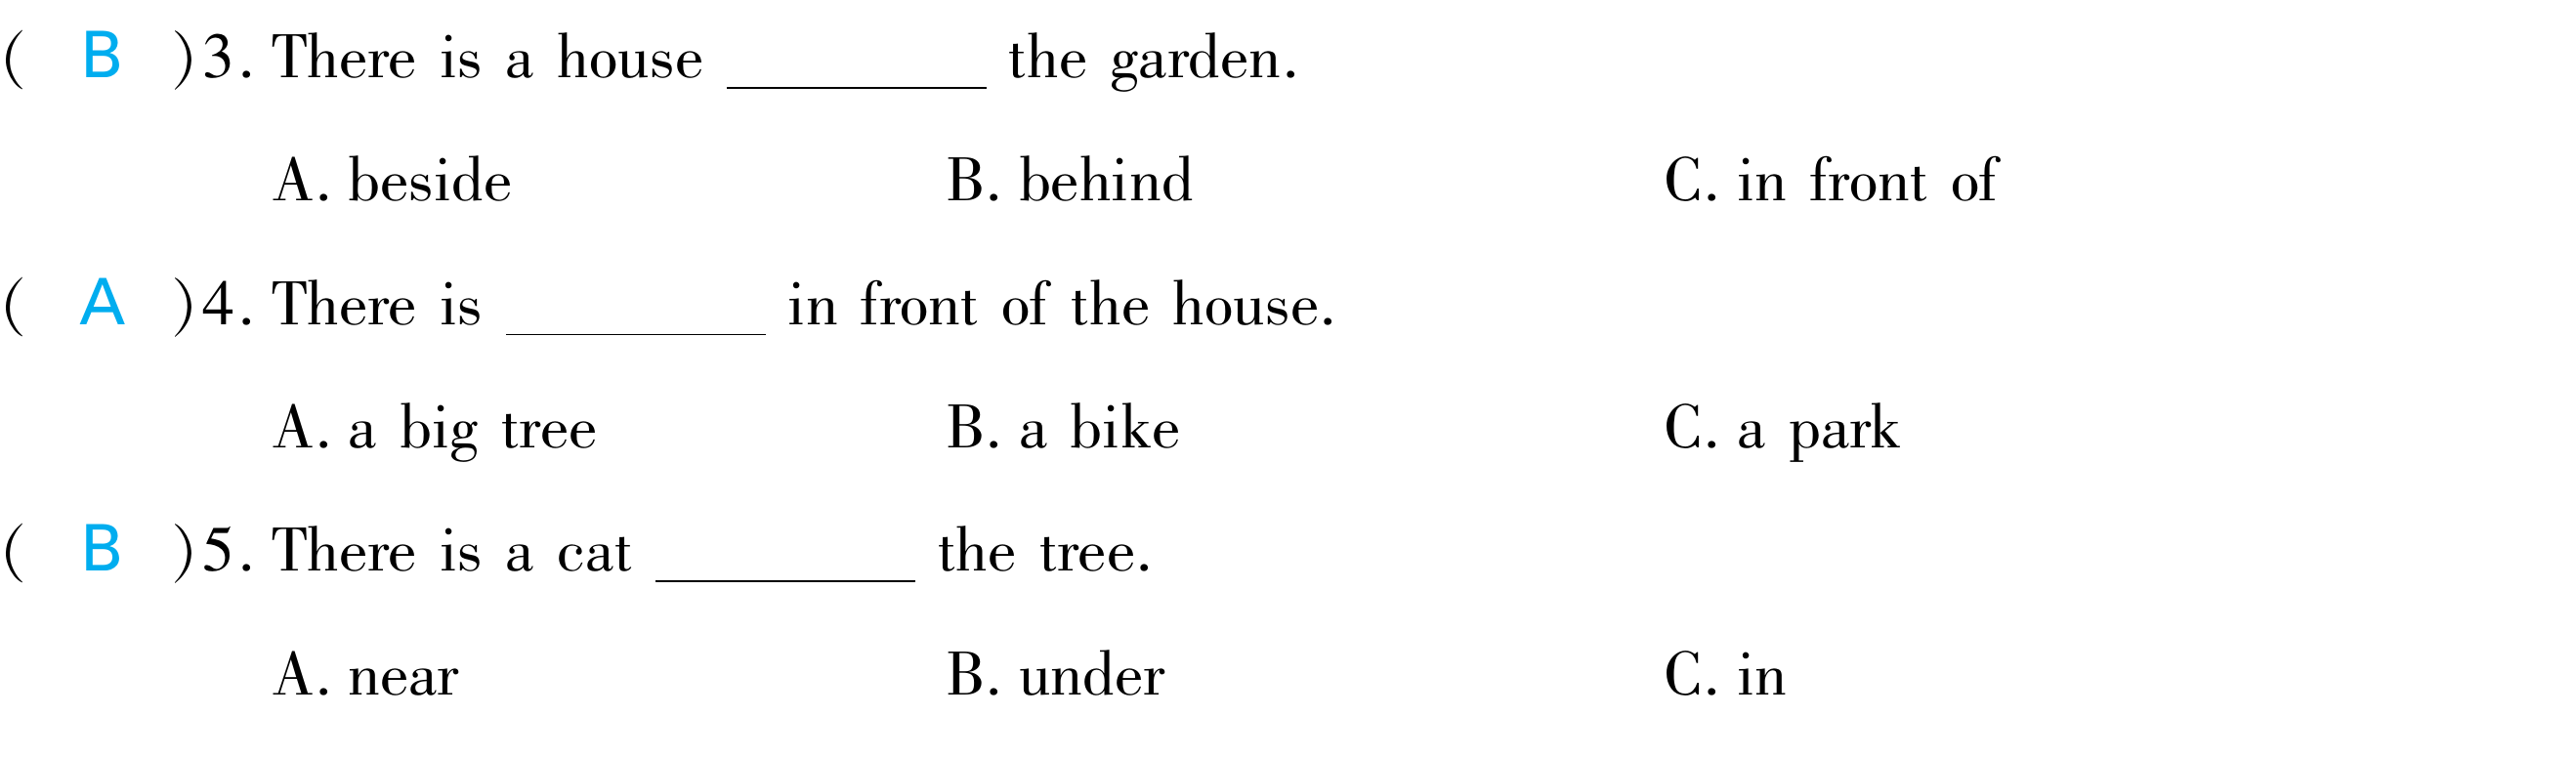 ( B )3. There is a house ________ the garden.
A. beside B. behind C. in front of
( A )4. There is ________ in front of the house.
A. a big tree B. a bike C. a park
( B )5. There is a cat ________ the tree.
A. near B. under C. in